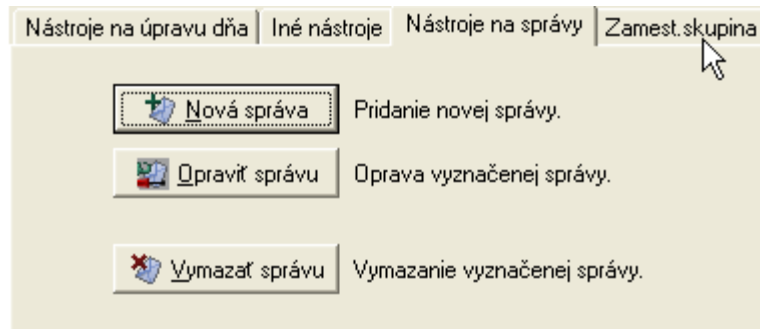 Nástroje na úpravu dňa Iné nástroje Nástroje na správy Zamest.skupina
Nová správa Pridanie novej správy.
Opraviť správu Oprava vyznačenej správy.
Vymazať správu Vymazanie vyznačenej správy.